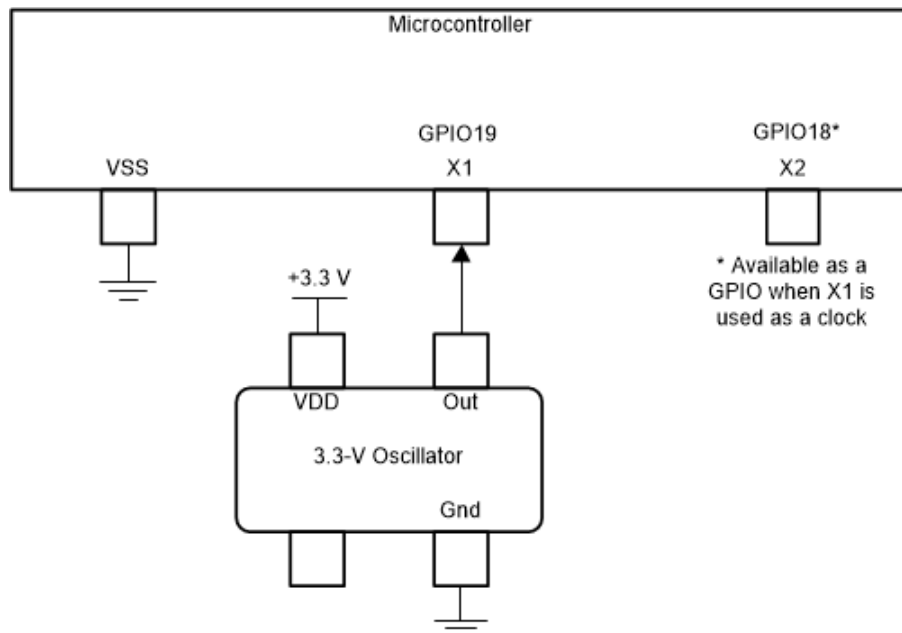 Microcontroller
GPIO19
GPIO18*
VSS
X1
X2
* Available as a
GPIO when X1 is
used as a clock
+3.3 V
VDD
Out
3.3-V Oscillator
Gnd